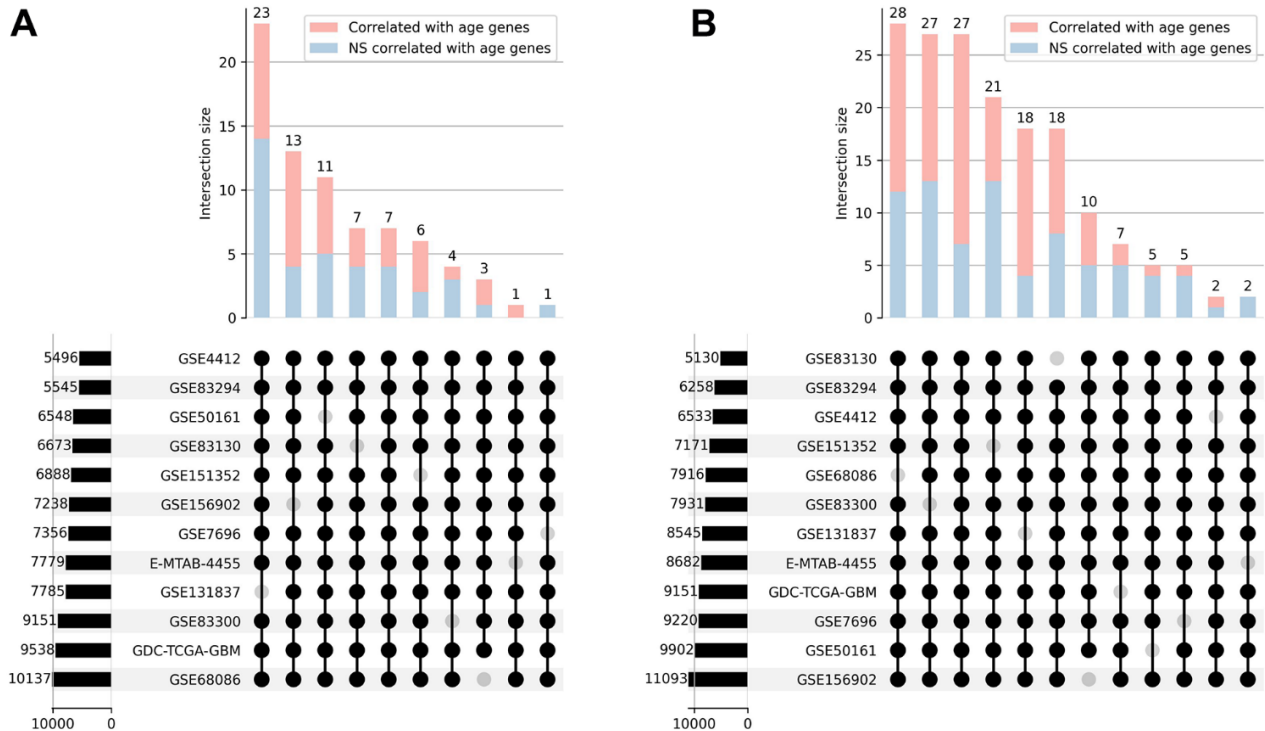 A
23
13
11
7
7
6
4
3
1
1
Correlated with age genes
NS correlated with age genes
Intersection size
20
15
10
5
0
5496 GSE4412
5545 GSE83294
6548 GSE50161
6673 GSE83130
6888 GSE151352
7238 GSE156902
7356 GSE7696
7779 E-MTAB-4455
7785 GSE131837
9151 GSE83300
9538 GDC-TCGA-GBM
10137 GSE68086
10000 0
B
28
27
27
21
18
18
10
7
5
5
2
2
Correlated with age genes
NS correlated with age genes
Intersection size
25
20
15
10
5
0
5130 GSE83130
6258 GSE83294
6533 GSE4412
7171 GSE151352
7916 GSE68086
7931 GSE83300
8545 GSE131837
8682 E-MTAB-4455
9151 GDC-TCGA-GBM
9220 GSE7696
9902 GSE50161
11093 GSE156902
10000 0